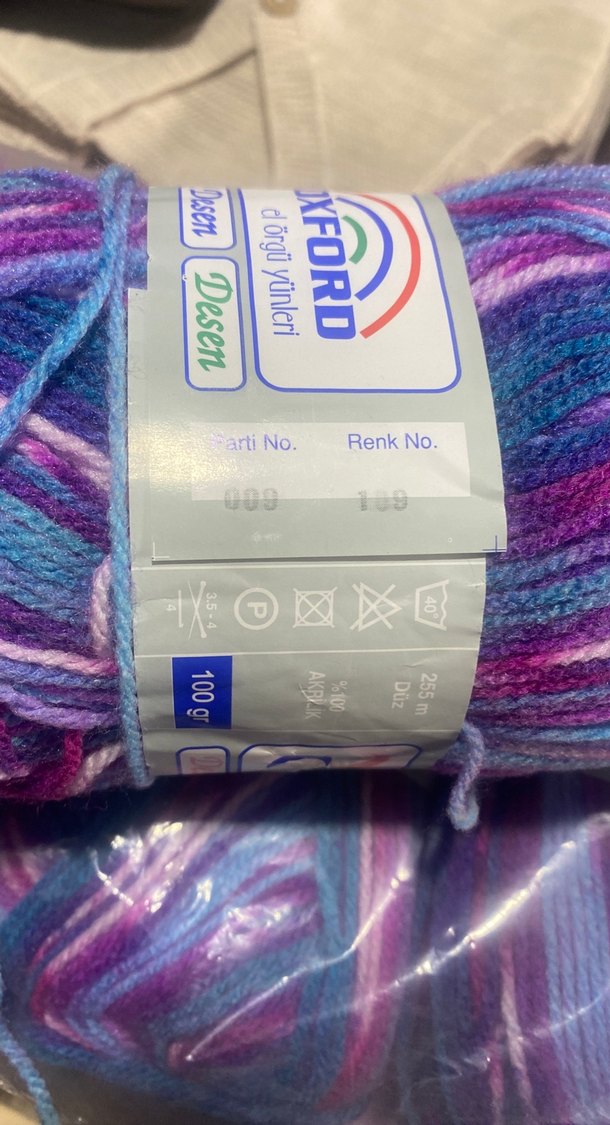 OXFORD
el örgü yünleri
Desen
Desen
Parti No. Renk No.
009 109
40°
P
3.5 - 4
4
255 m
Düz
%100
AKRİLİK
100 gr